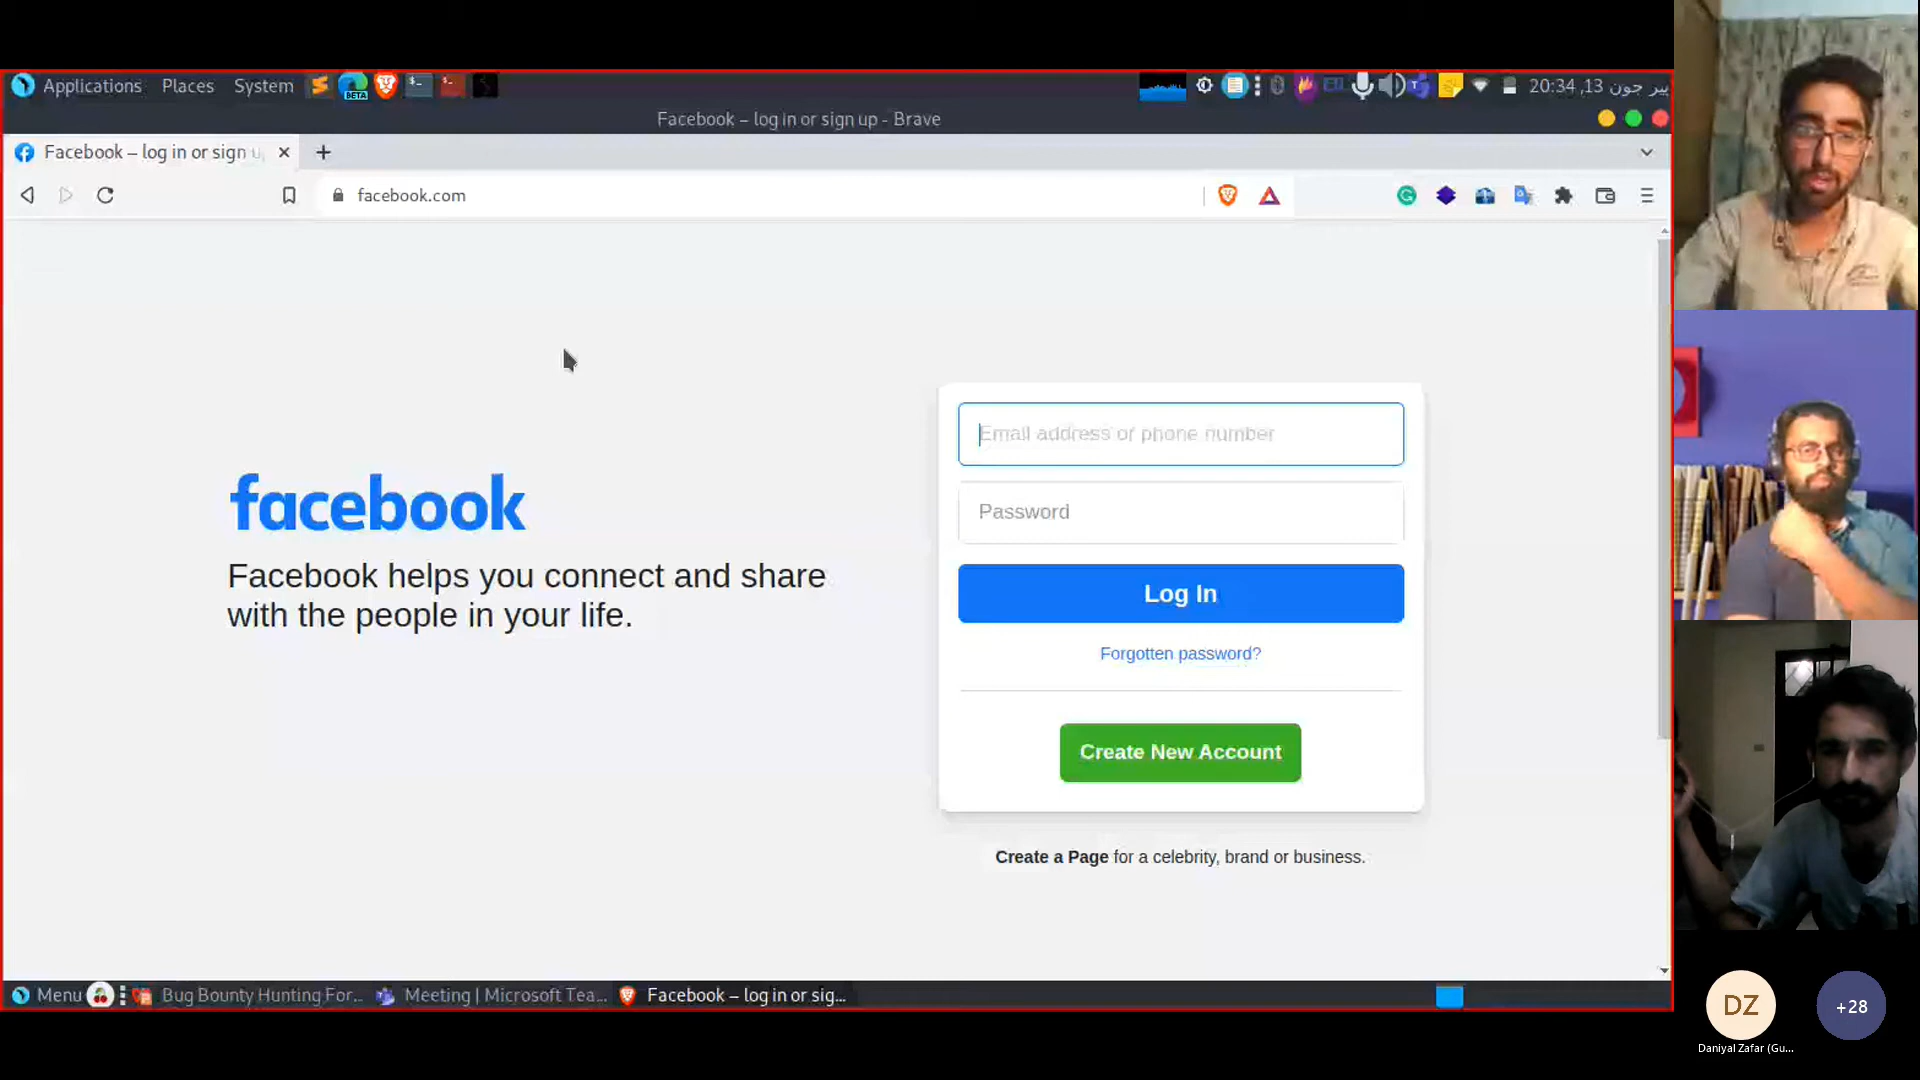 Applications Places System
BETA
20:34 ,13 پیر جون
Facebook – log in or sign up - Brave
Facebook – log in or sign u
facebook.com
Email address or phone number
facebook
Password
Facebook helps you connect and share
with the people in your life.
Log In
Forgotten password?
Create New Account
Create a Page for a celebrity, brand or business.
Menu Bug Bounty Hunting For... Meeting | Microsoft Tea... Facebook – log in or sig...
DZ
+28
Daniyal Zafar (Gu...